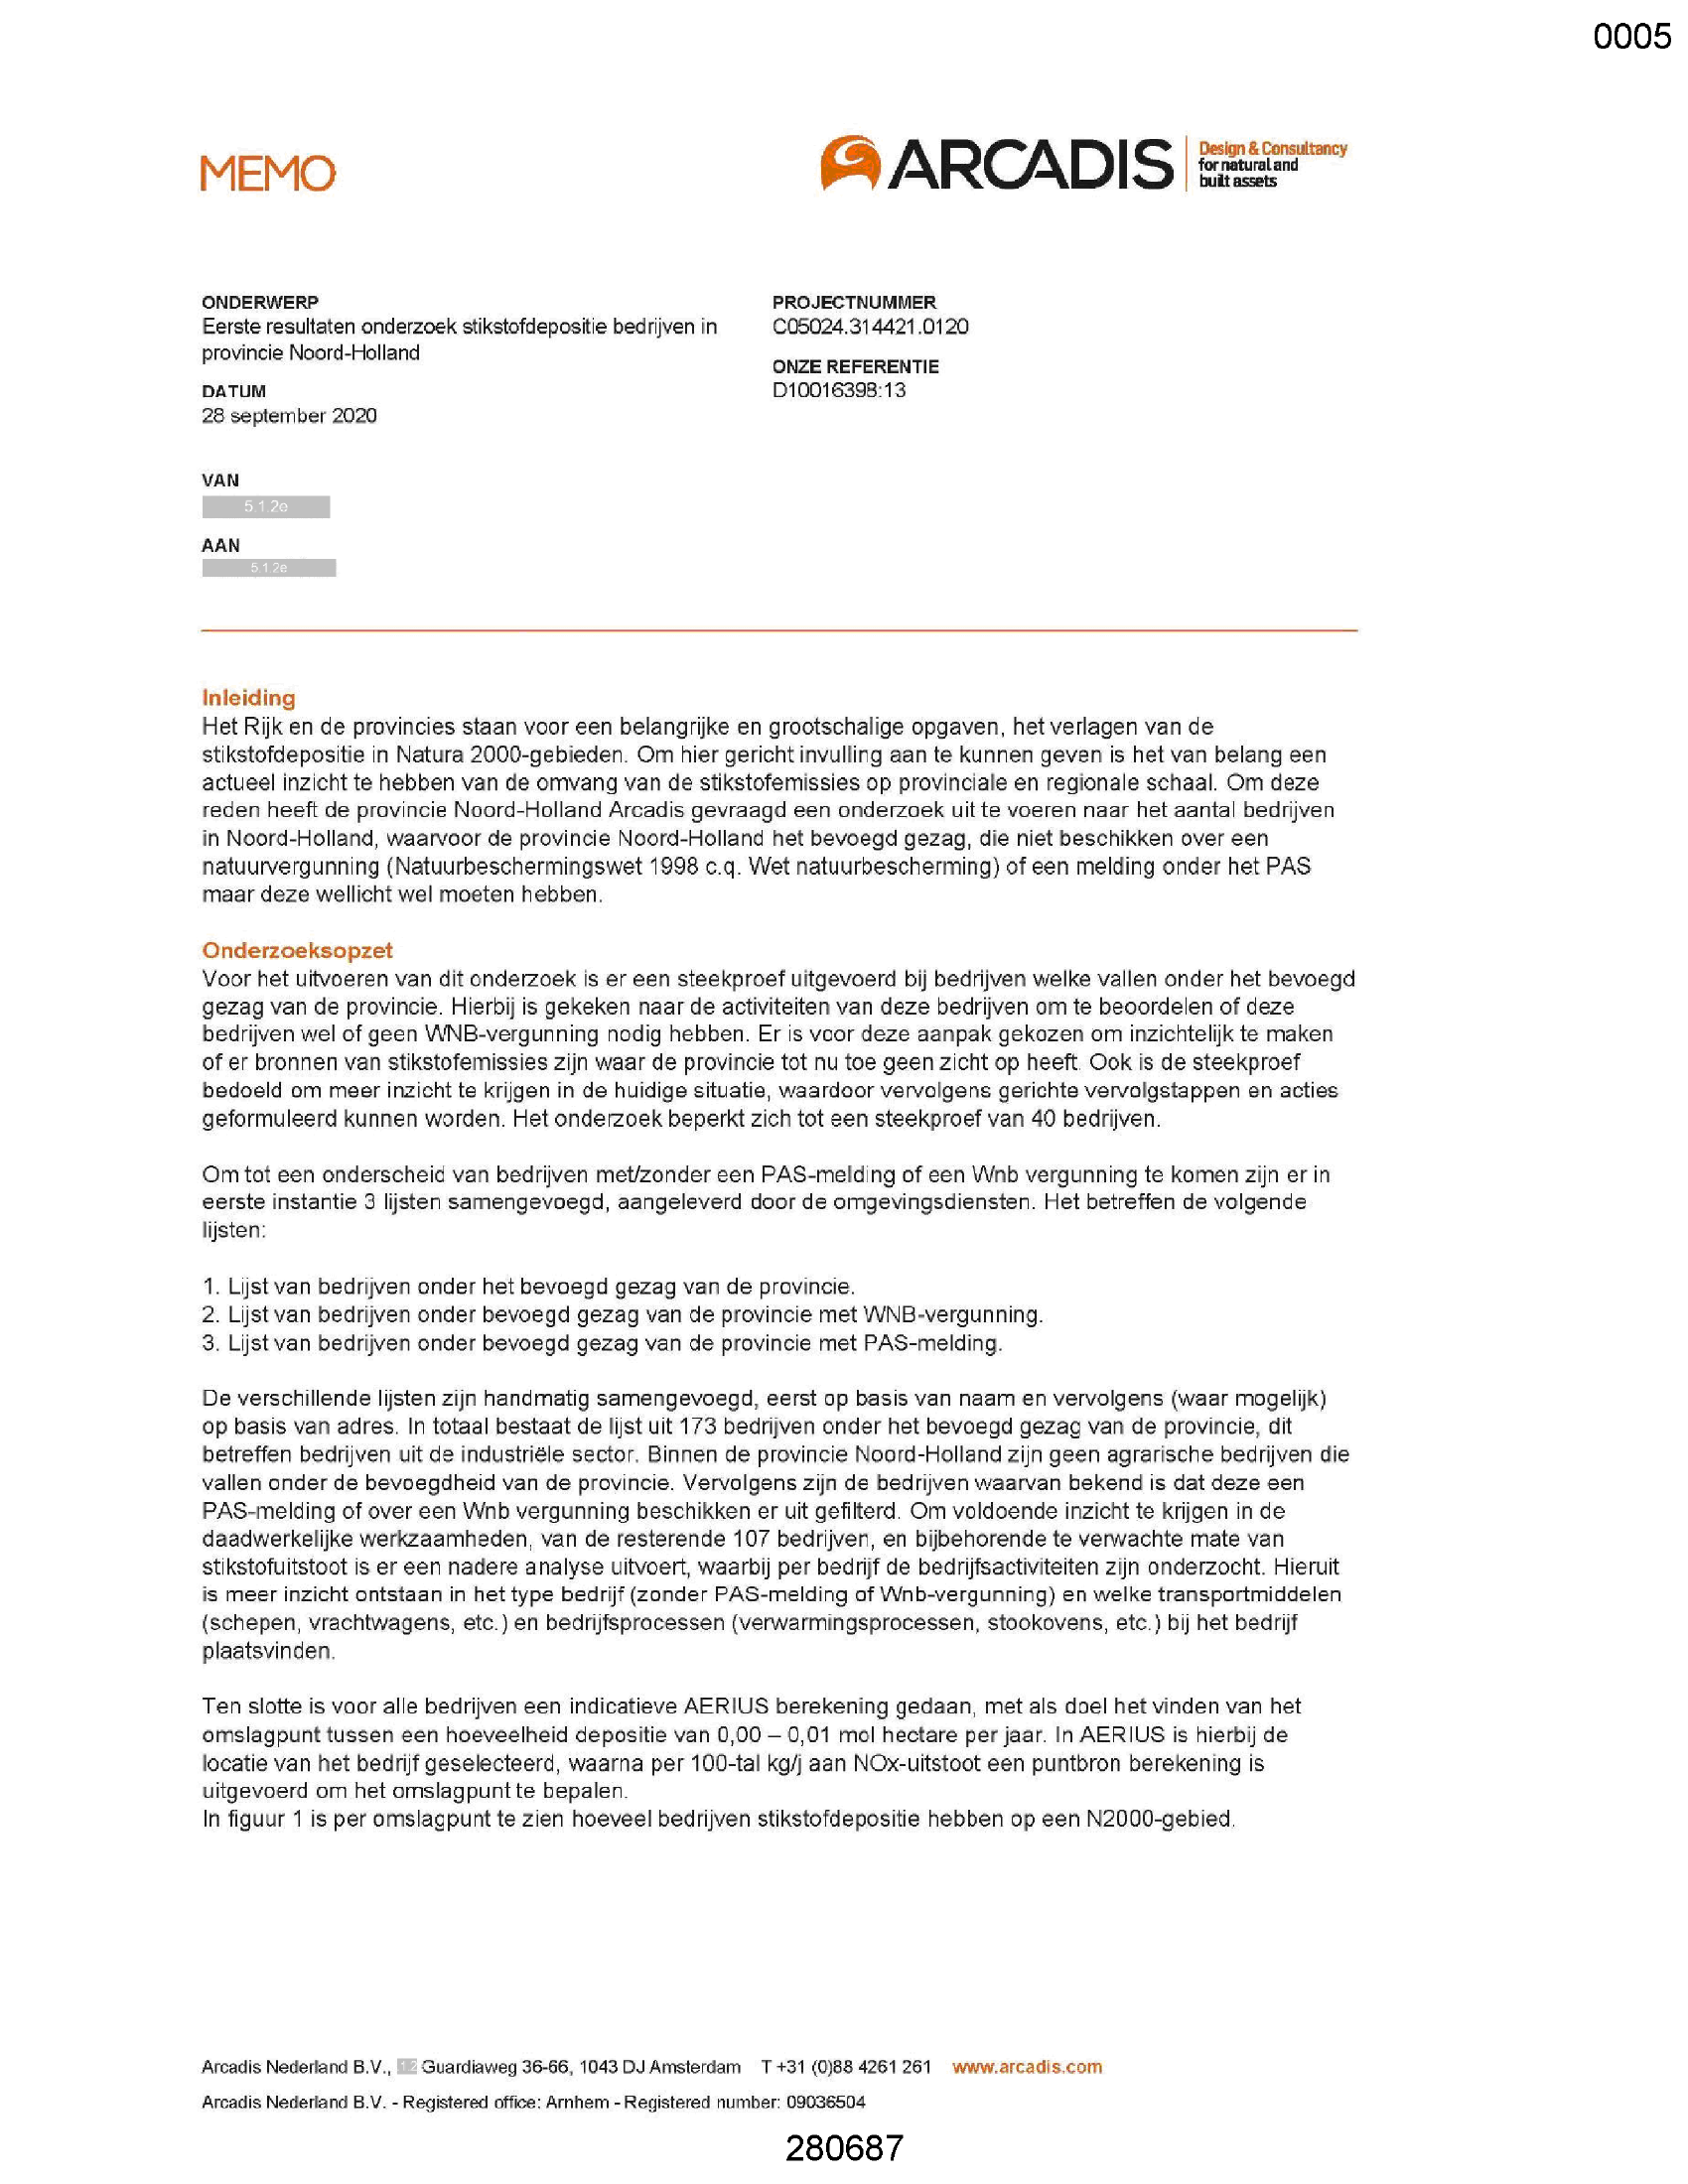 0005
MEMO
ARCADIS
Design & Consultancy
for natural and
built assets
ONDERWERP
Eerste resultaten onderzoek stikstofdepositie bedrijven in
provincie Noord-Holland
DATUM
28 september 2020
PROJECTNUMMER
C05024.314421.0120
ONZE REFERENTIE
D10016398:13
VAN
5.1.2e
AAN
5.1.2e
Inleiding
Het Rijk en de provincies staan voor een belangrijke en grootschalige opgaven, het verlagen van de
stikstofdepositie in Natura 2000-gebieden. Om hier gericht invulling aan te kunnen geven is het van belang een
actueel inzicht te hebben van de omvang van de stikstofemissies op provinciale en regionale schaal. Om deze
reden heeft de provincie Noord-Holland Arcadis gevraagd een onderzoek uit te voeren naar het aantal bedrijven
in Noord-Holland, waarvoor de provincie Noord-Holland het bevoegd gezag, die niet beschikken over een
natuurvergunning (Natuurbeschermingswet 1998 c.q. Wet natuurbescherming) of een melding onder het PAS
maar deze wellicht wel moeten hebben.
Onderzoeksopzet
Voor het uitvoeren van dit onderzoek is er een steekproef uitgevoerd bij bedrijven welke vallen onder het bevoegd
gezag van de provincie. Hierbij is gekeken naar de activiteiten van deze bedrijven om te beoordelen of deze
bedrijven wel of geen WNB-vergunning nodig hebben. Er is voor deze aanpak gekozen om inzichtelijk te maken
of er bronnen van stikstofemissies zijn waar de provincie tot nu toe geen zicht op heeft. Ook is de steekproef
bedoeld om meer inzicht te krijgen in de huidige situatie, waardoor vervolgens gerichte vervolgstappen en acties
geformuleerd kunnen worden. Het onderzoek beperkt zich tot een steekproef van 40 bedrijven.
Om tot een onderscheid van bedrijven met/zonder een PAS-melding of een Wnb vergunning te komen zijn er in
eerste instantie 3 lijsten samengevoegd, aangeleverd door de omgevingsdiensten. Het betreffen de volgende
lijsten:
1. Lijst van bedrijven onder het bevoegd gezag van de provincie.
2. Lijst van bedrijven onder bevoegd gezag van de provincie met WNB-vergunning.
3. Lijst van bedrijven onder bevoegd gezag van de provincie met PAS-melding.
De verschillende lijsten zijn handmatig samengevoegd, eerst op basis van naam en vervolgens (waar mogelijk)
op basis van adres. In totaal bestaat de lijst uit 173 bedrijven onder het bevoegd gezag van de provincie, dit
betreffen bedrijven uit de industriële sector. Binnen de provincie Noord-Holland zijn geen agrarische bedrijven die
vallen onder de bevoegdheid van de provincie. Vervolgens zijn de bedrijven waarvan bekend is dat deze een
PAS-melding of over een Wnb vergunning beschikken er uit gefilterd. Om voldoende inzicht te krijgen in de
daadwerkelijke werkzaamheden, van de resterende 107 bedrijven, en bijbehorende te verwachte mate van
stikstofuitstoot is er een nadere analyse uitvoert, waarbij per bedrijf de bedrijfsactiviteiten zijn onderzocht. Hieruit
is meer inzicht ontstaan in het type bedrijf (zonder PAS-melding of Wnb-vergunning) en welke transportmiddelen
(schepen, vrachtwagens, etc.) en bedrijfsprocessen (verwarmingsprocessen, stookovens, etc.) bij het bedrijf
plaatsvinden.
Ten slotte is voor alle bedrijven een indicatieve AERIUS berekening gedaan, met als doel het vinden van het
omslagpunt tussen een hoeveelheid depositie van 0,00 – 0,01 mol hectare per jaar. In AERIUS is hierbij de
locatie van het bedrijf geselecteerd, waarna per 100-tal kg/j aan NOx-uitstoot een puntbron berekening is
uitgevoerd om het omslagpunt te bepalen.
In figuur 1 is per omslagpunt te zien hoeveel bedrijven stikstofdepositie hebben op een N2000-gebied.
Arcadis Nederland B.V., 1.2 Guardiaweg 36-66, 1043 DJ Amsterdam T +31 (0)88 4261 261 www.arcadis.com
Arcadis Nederland B.V. - Registered office: Arnhem - Registered number: 09036504
280687